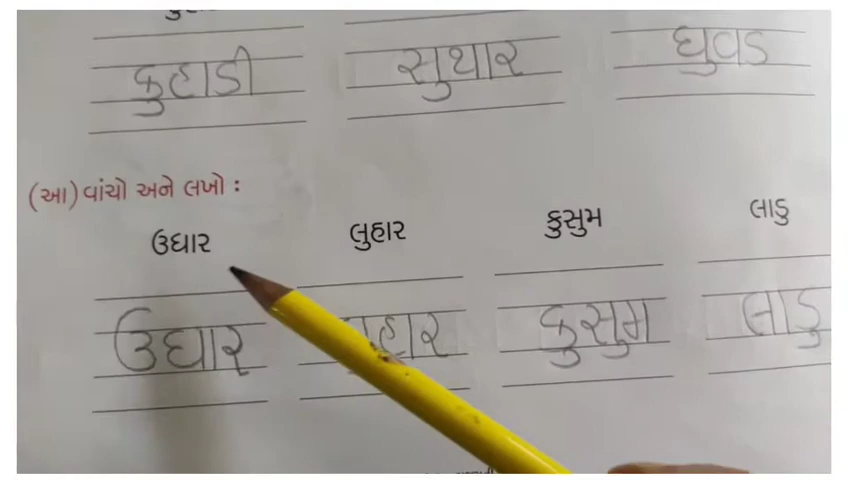 કુહાડી સુથાર ઘુવડ
(આ) વાંચો અને લખો :
ઉધાર લુહાર કુસુમ લાડુ
ઉધાર કુસુમ લાડુ